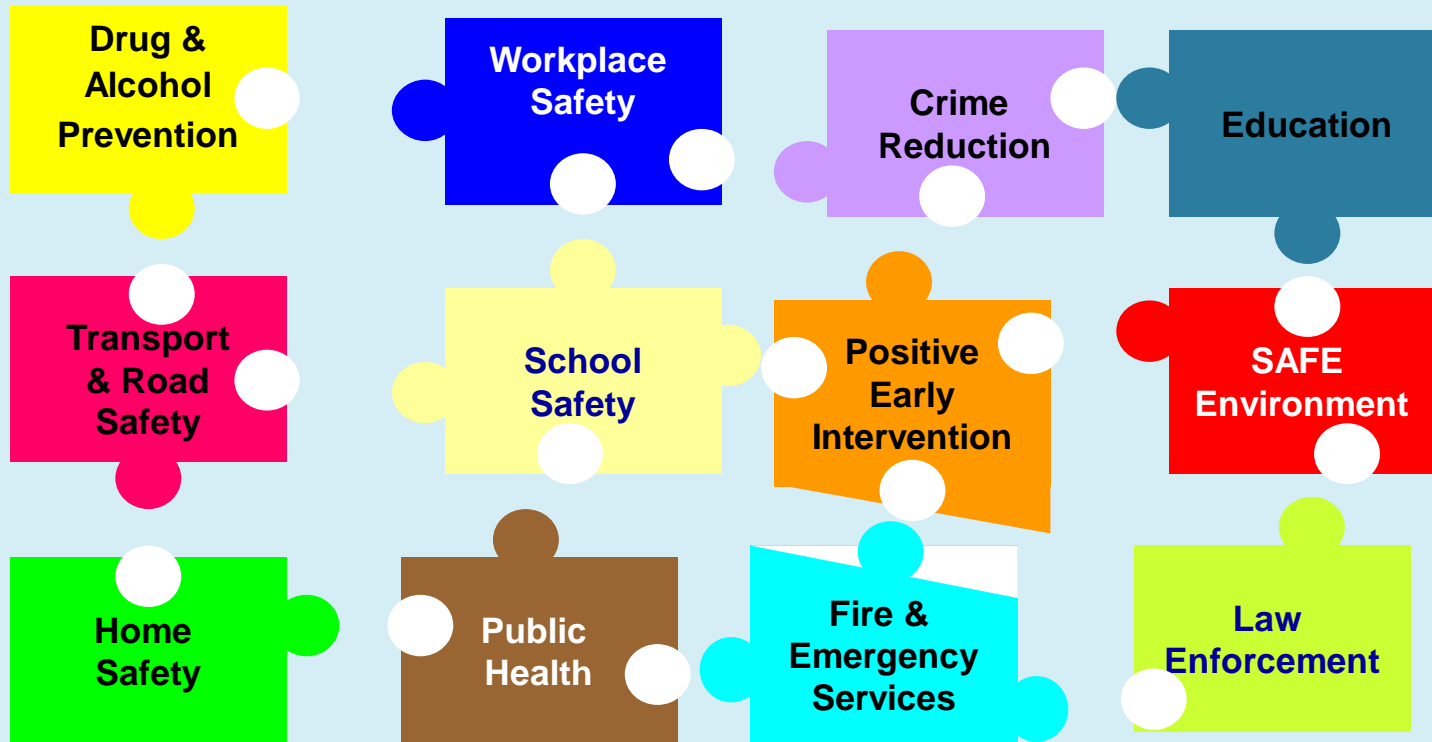 Drug &
Alcohol
Prevention
Workplace
Safety
Crime
Reduction
Education
Transport
& Road
Safety
School
Safety
Positive
Early
Intervention
SAFE
Environment
Home
Safety
Public
Health
Fire &
Emergency
Services
Law
Enforcement